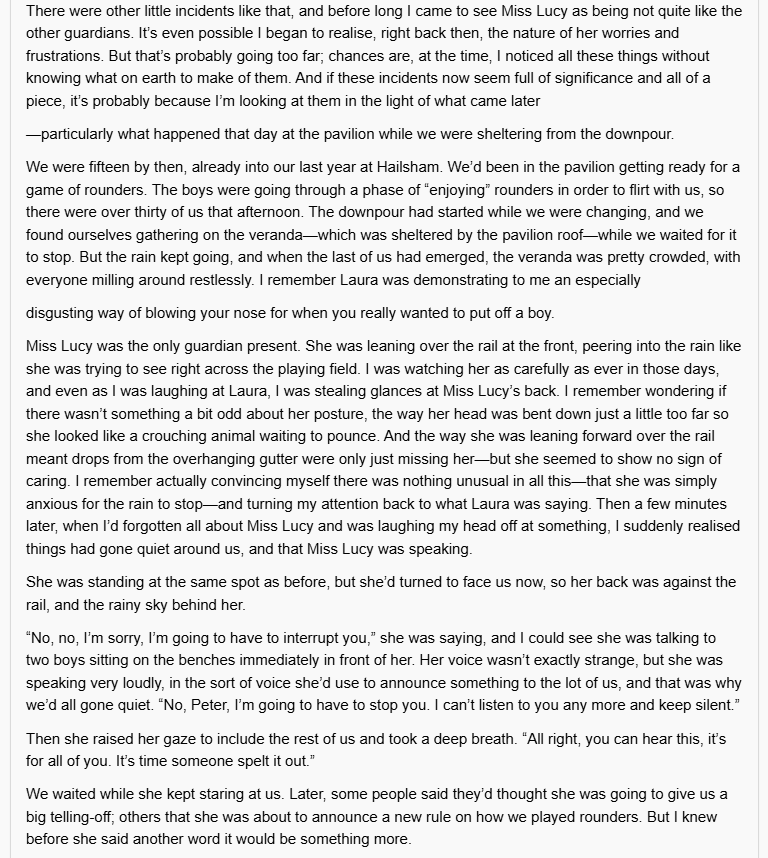 There were other little incidents like that, and before long I came to see Miss Lucy as being not quite like the
other guardians. It’s even possible I began to realise, right back then, the nature of her worries and
frustrations. But that’s probably going too far; chances are, at the time, I noticed all these things without
knowing what on earth to make of them. And if these incidents now seem full of significance and all of a
piece, it’s probably because I’m looking at them in the light of what came later
—particularly what happened that day at the pavilion while we were sheltering from the downpour.
We were fifteen by then, already into our last year at Hailsham. We’d been in the pavilion getting ready for a
game of rounders. The boys were going through a phase of “enjoying” rounders in order to flirt with us, so
there were over thirty of us that afternoon. The downpour had started while we were changing, and we
found ourselves gathering on the veranda—which was sheltered by the pavilion roof—while we waited for it
to stop. But the rain kept going, and when the last of us had emerged, the veranda was pretty crowded, with
everyone milling around restlessly. I remember Laura was demonstrating to me an especially
disgusting way of blowing your nose for when you really wanted to put off a boy.
Miss Lucy was the only guardian present. She was leaning over the rail at the front, peering into the rain like
she was trying to see right across the playing field. I was watching her as carefully as ever in those days,
and even as I was laughing at Laura, I was stealing glances at Miss Lucy’s back. I remember wondering if
there wasn’t something a bit odd about her posture, the way her head was bent down just a little too far so
she looked like a crouching animal waiting to pounce. And the way she was leaning forward over the rail
meant drops from the overhanging gutter were only just missing her—but she seemed to show no sign of
caring. I remember actually convincing myself there was nothing unusual in all this—that she was simply
anxious for the rain to stop—and turning my attention back to what Laura was saying. Then a few minutes
later, when I’d forgotten all about Miss Lucy and was laughing my head off at something, I suddenly realised
things had gone quiet around us, and that Miss Lucy was speaking.
She was standing at the same spot as before, but she’d turned to face us now, so her back was against the
rail, and the rainy sky behind her.
“No, no, I’m sorry, I’m going to have to interrupt you,” she was saying, and I could see she was talking to
two boys sitting on the benches immediately in front of her. Her voice wasn’t exactly strange, but she was
speaking very loudly, in the sort of voice she’d use to announce something to the lot of us, and that was why
we’d all gone quiet. “No, Peter, I’m going to have to stop you. I can’t listen to you any more and keep silent.”
Then she raised her gaze to include the rest of us and took a deep breath. “All right, you can hear this, it’s
for all of you. It’s time someone spelt it out.”
We waited while she kept staring at us. Later, some people said they’d thought she was going to give us a
big telling-off; others that she was about to announce a new rule on how we played rounders. But I knew
before she said another word it would be something more.